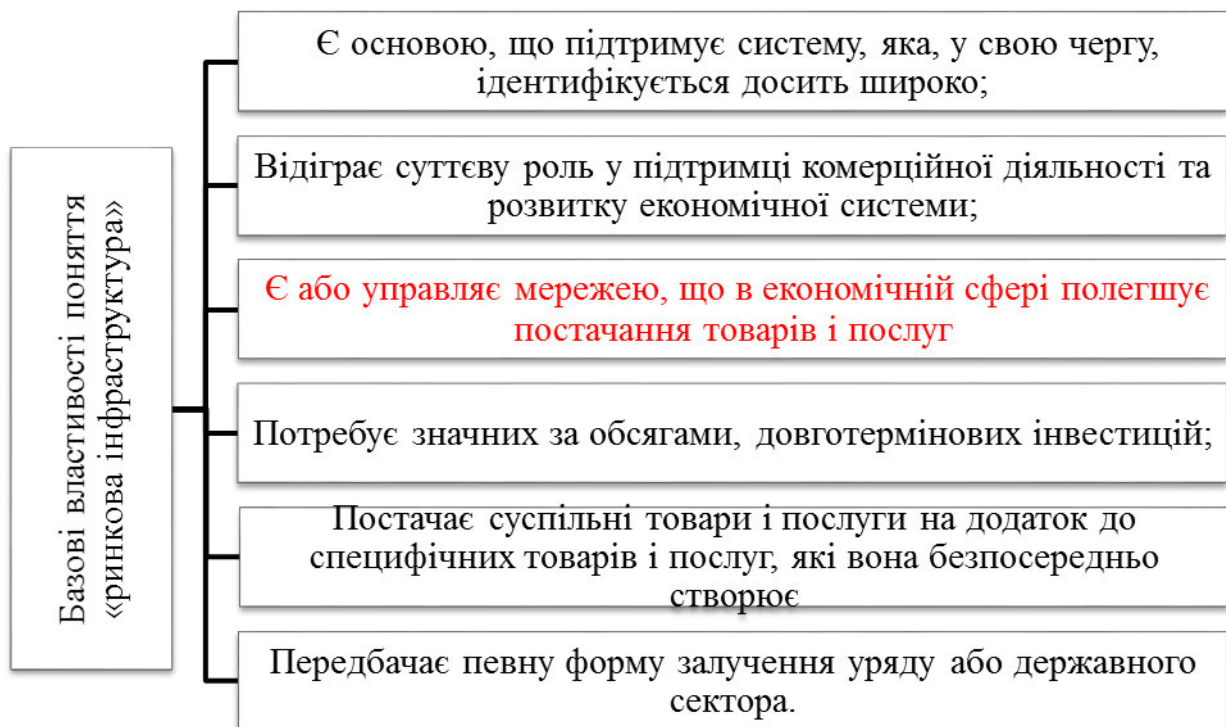 Базові властивості поняття
«ринкова інфраструктура»
Є основою, що підтримує систему, яка, у свою чергу,
ідентифікується досить широко;
Відіграє суттєву роль у підтримці комерційної діяльності та
розвитку економічної системи;
Є або управляє мережею, що в економічній сфері полегшує
постачання товарів і послуг
Потребує значних за обсягами, довготермінових інвестицій;
Постачає суспільні товари і послуги на додаток до
специфічних товарів і послуг, які вона безпосередньо
створює
Передбачає певну форму залучення уряду або державного
сектора.